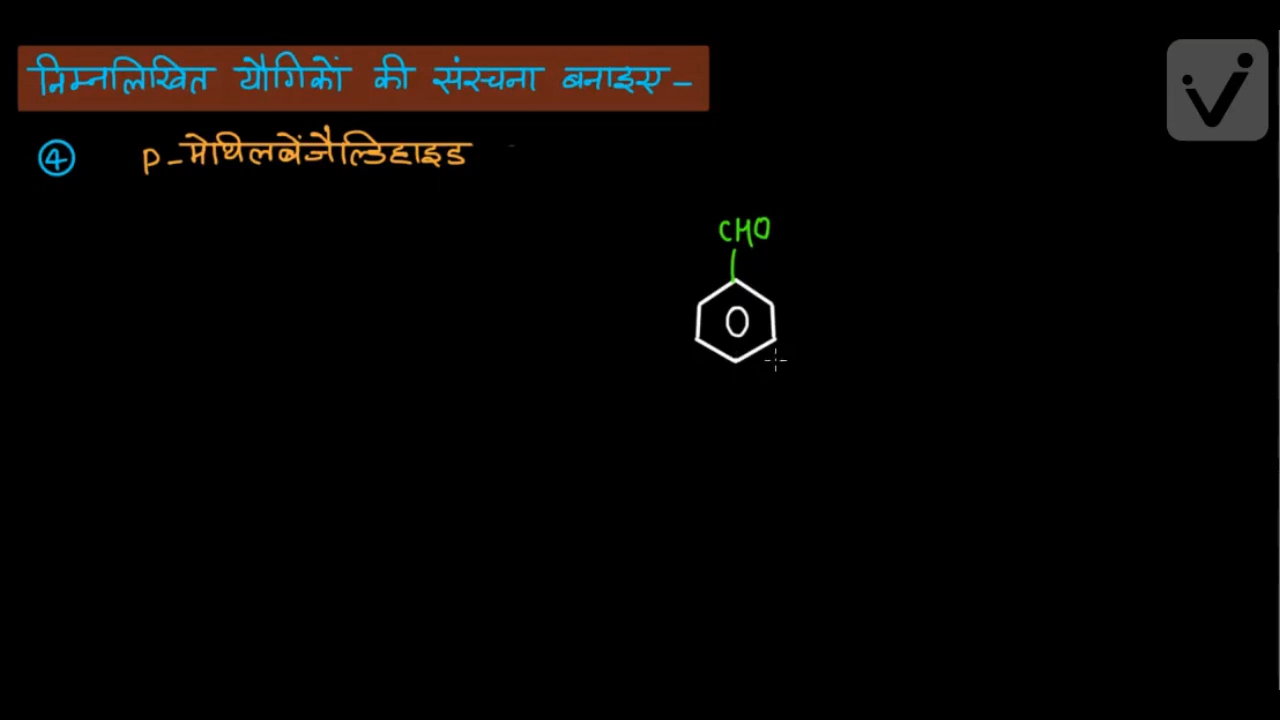 निम्नलिखित यौगिकों की संरचना बनाइए -
④ P-मेथिलबेंजैल्डिहाइड
CHO